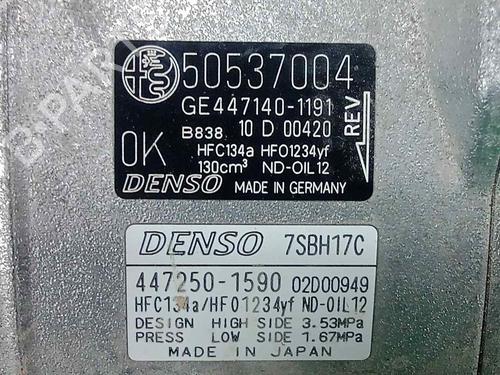 50537004
GE447140-1191
B838 10 D 00420
OK HFC134a HFO1234yf REV
130cm³ ND-OIL12
DENSO MADE IN GERMANY
DENSO 7SBH17C
447250-1590 02D00949
HFC134a/HFO1234yf ND-OIL12
DESIGN HIGH SIDE 3.53MPa
PRESS LOW SIDE 1.67MPa
MADE IN JAPAN